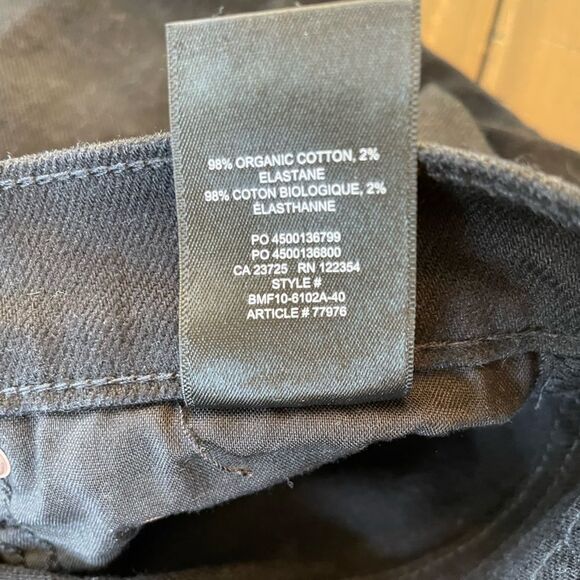 98% ORGANIC COTTON, 2%
ELASTANE
98% COTON BIOLOGIQUE, 2%
ÉLASTHANNE
PO 4500136799
PO 4500136800
CA 23725 RN 122354
STYLE #
BMF10-6102A-40
ARTICLE # 77976